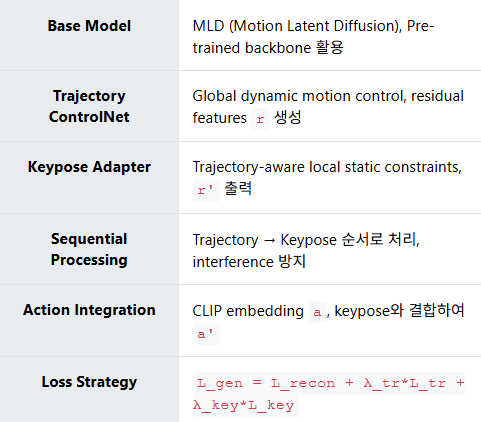 Base Model
MLD (Motion Latent Diffusion), Pre-
trained backbone 활용
Trajectory
ControlNet
Global dynamic motion control, residual
features r 생성
Keypose Adapter
Trajectory-aware local static constraints,
r' 출력
Sequential
Processing
Trajectory → Keypose 순서로 처리,
interference 방지
Action Integration
CLIP embedding a , keypose와 결합하여
a'
Loss Strategy
L_gen = L_recon + λ_tr*L_tr +
λ_key*L_key